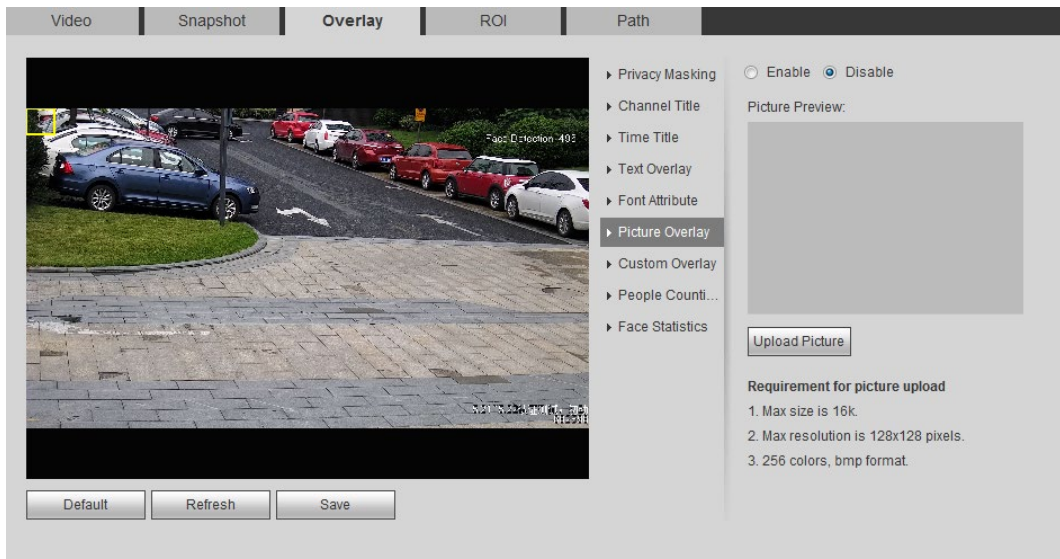 Video
Snapshot
Overlay
ROI
Path
Face Detection
Privacy Masking
Channel Title
Time Title
Text Overlay
Font Attribute
Picture Overlay
Custom Overlay
People Counti...
Face Statistics
Enable
Disable
Picture Preview:
Upload Picture
Requirement for picture upload
1. Max size is 16k.
2. Max resolution is 128x128 pixels.
3. 256 colors, bmp format.
Default
Refresh
Save